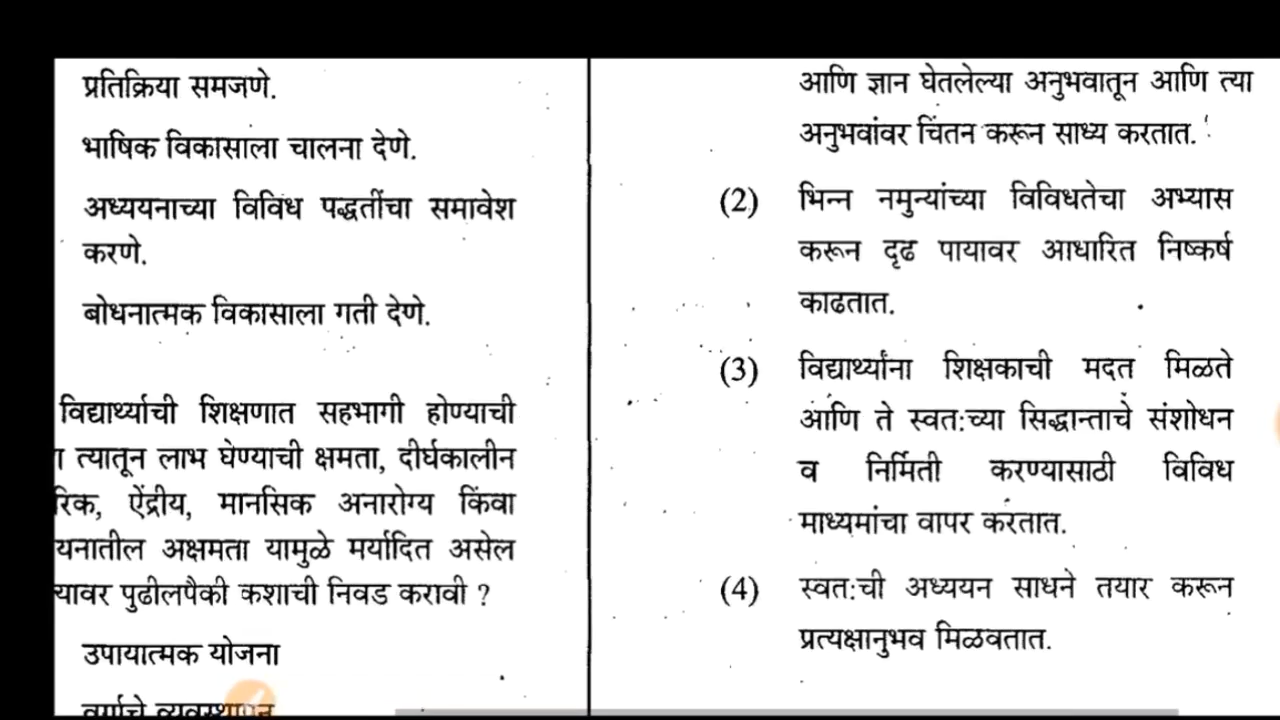 प्रतिक्रिया समजणे.
भाषिक विकासाला चालना देणे.
अध्ययनाच्या विविध पद्धतींचा समावेश
करणे.
बोधनात्मक विकासाला गती देणे.
विद्यार्थ्याची शिक्षणात सहभागी होण्याची
त्यातून लाभ घेण्याची क्षमता, दीर्घकालीन
रिक, ऐंद्रीय, मानसिक अनारोग्य किंवा
यनातील अक्षमता यामुळे मर्यादित असेल
यावर पुढीलपैकी कशाची निवड करावी ?
उपायात्मक योजना
वर्गाचे व्यवस्थापन
आणि ज्ञान घेतलेल्या अनुभवातून आणि त्या
अनुभवांवर चिंतन करून साध्य करतात.
(2) भिन्न नमुन्यांच्या विविधतेचा अभ्यास
करून दृढ पायावर आधारित निष्कर्ष
काढतात.
(3) विद्यार्थ्यांना शिक्षकाची मदत मिळते
आणि ते स्वत:च्या सिद्धान्ताचे संशोधन
व निर्मिती करण्यासाठी विविध
माध्यमांचा वापर करतात.
(4) स्वत:ची अध्ययन साधने तयार करून
प्रत्यक्षानुभव मिळवतात.